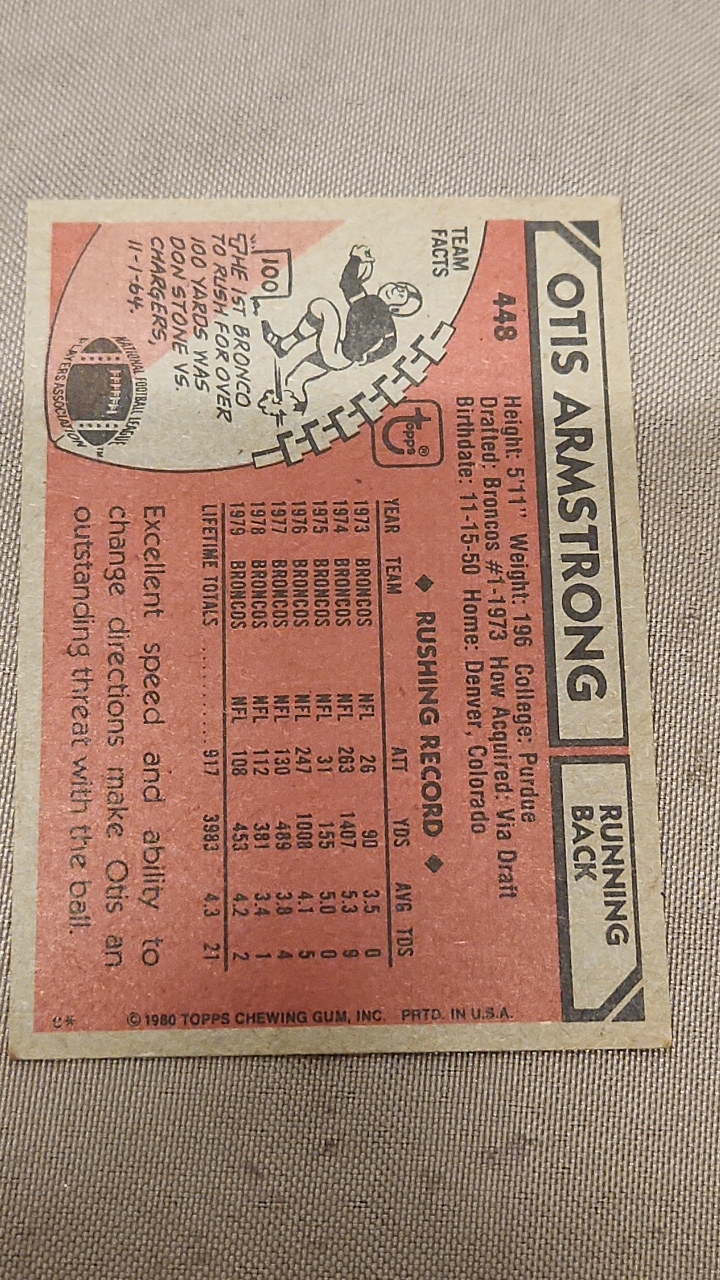 OTIS ARMSTRONG
RUNNING
BACK
448
Height: 5'11" Weight: 196 College: Purdue
Drafted: Broncos #1-1973 How Acquired: Via Draft
Birthdate: 11-15-50 Home: Denver, Colorado
TEAM
FACTS
100
THE 1ST BRONCO
TO RUSH FOR OVER
100 YARDS WAS
DON STONE VS.
CHARGERS,
11-1-64.
NATIONAL FOOTBALL LEAGUE
PLAYERS ASSOCIATION™
topps®
◆ RUSHING RECORD ◆
YEAR TEAM ATT YDS AVG TDS
1973 BRONCOS NFL 26 90 3.5 0
1974 BRONCOS NFL 263 1407 5.3 9
1975 BRONCOS NFL 31 155 5.0 0
1976 BRONCOS NFL 247 1008 4.1 5
1977 BRONCOS NFL 130 489 3.8 4
1978 BRONCOS NFL 112 381 3.4 1
1979 BRONCOS NFL 108 453 4.2 2
LIFETIME TOTALS .......... 917 3983 4.3 21
Excellent speed and ability to
change directions make Otis an
outstanding threat with the ball.
© 1980 TOPPS CHEWING GUM, INC. PRTD. IN U.S.A.